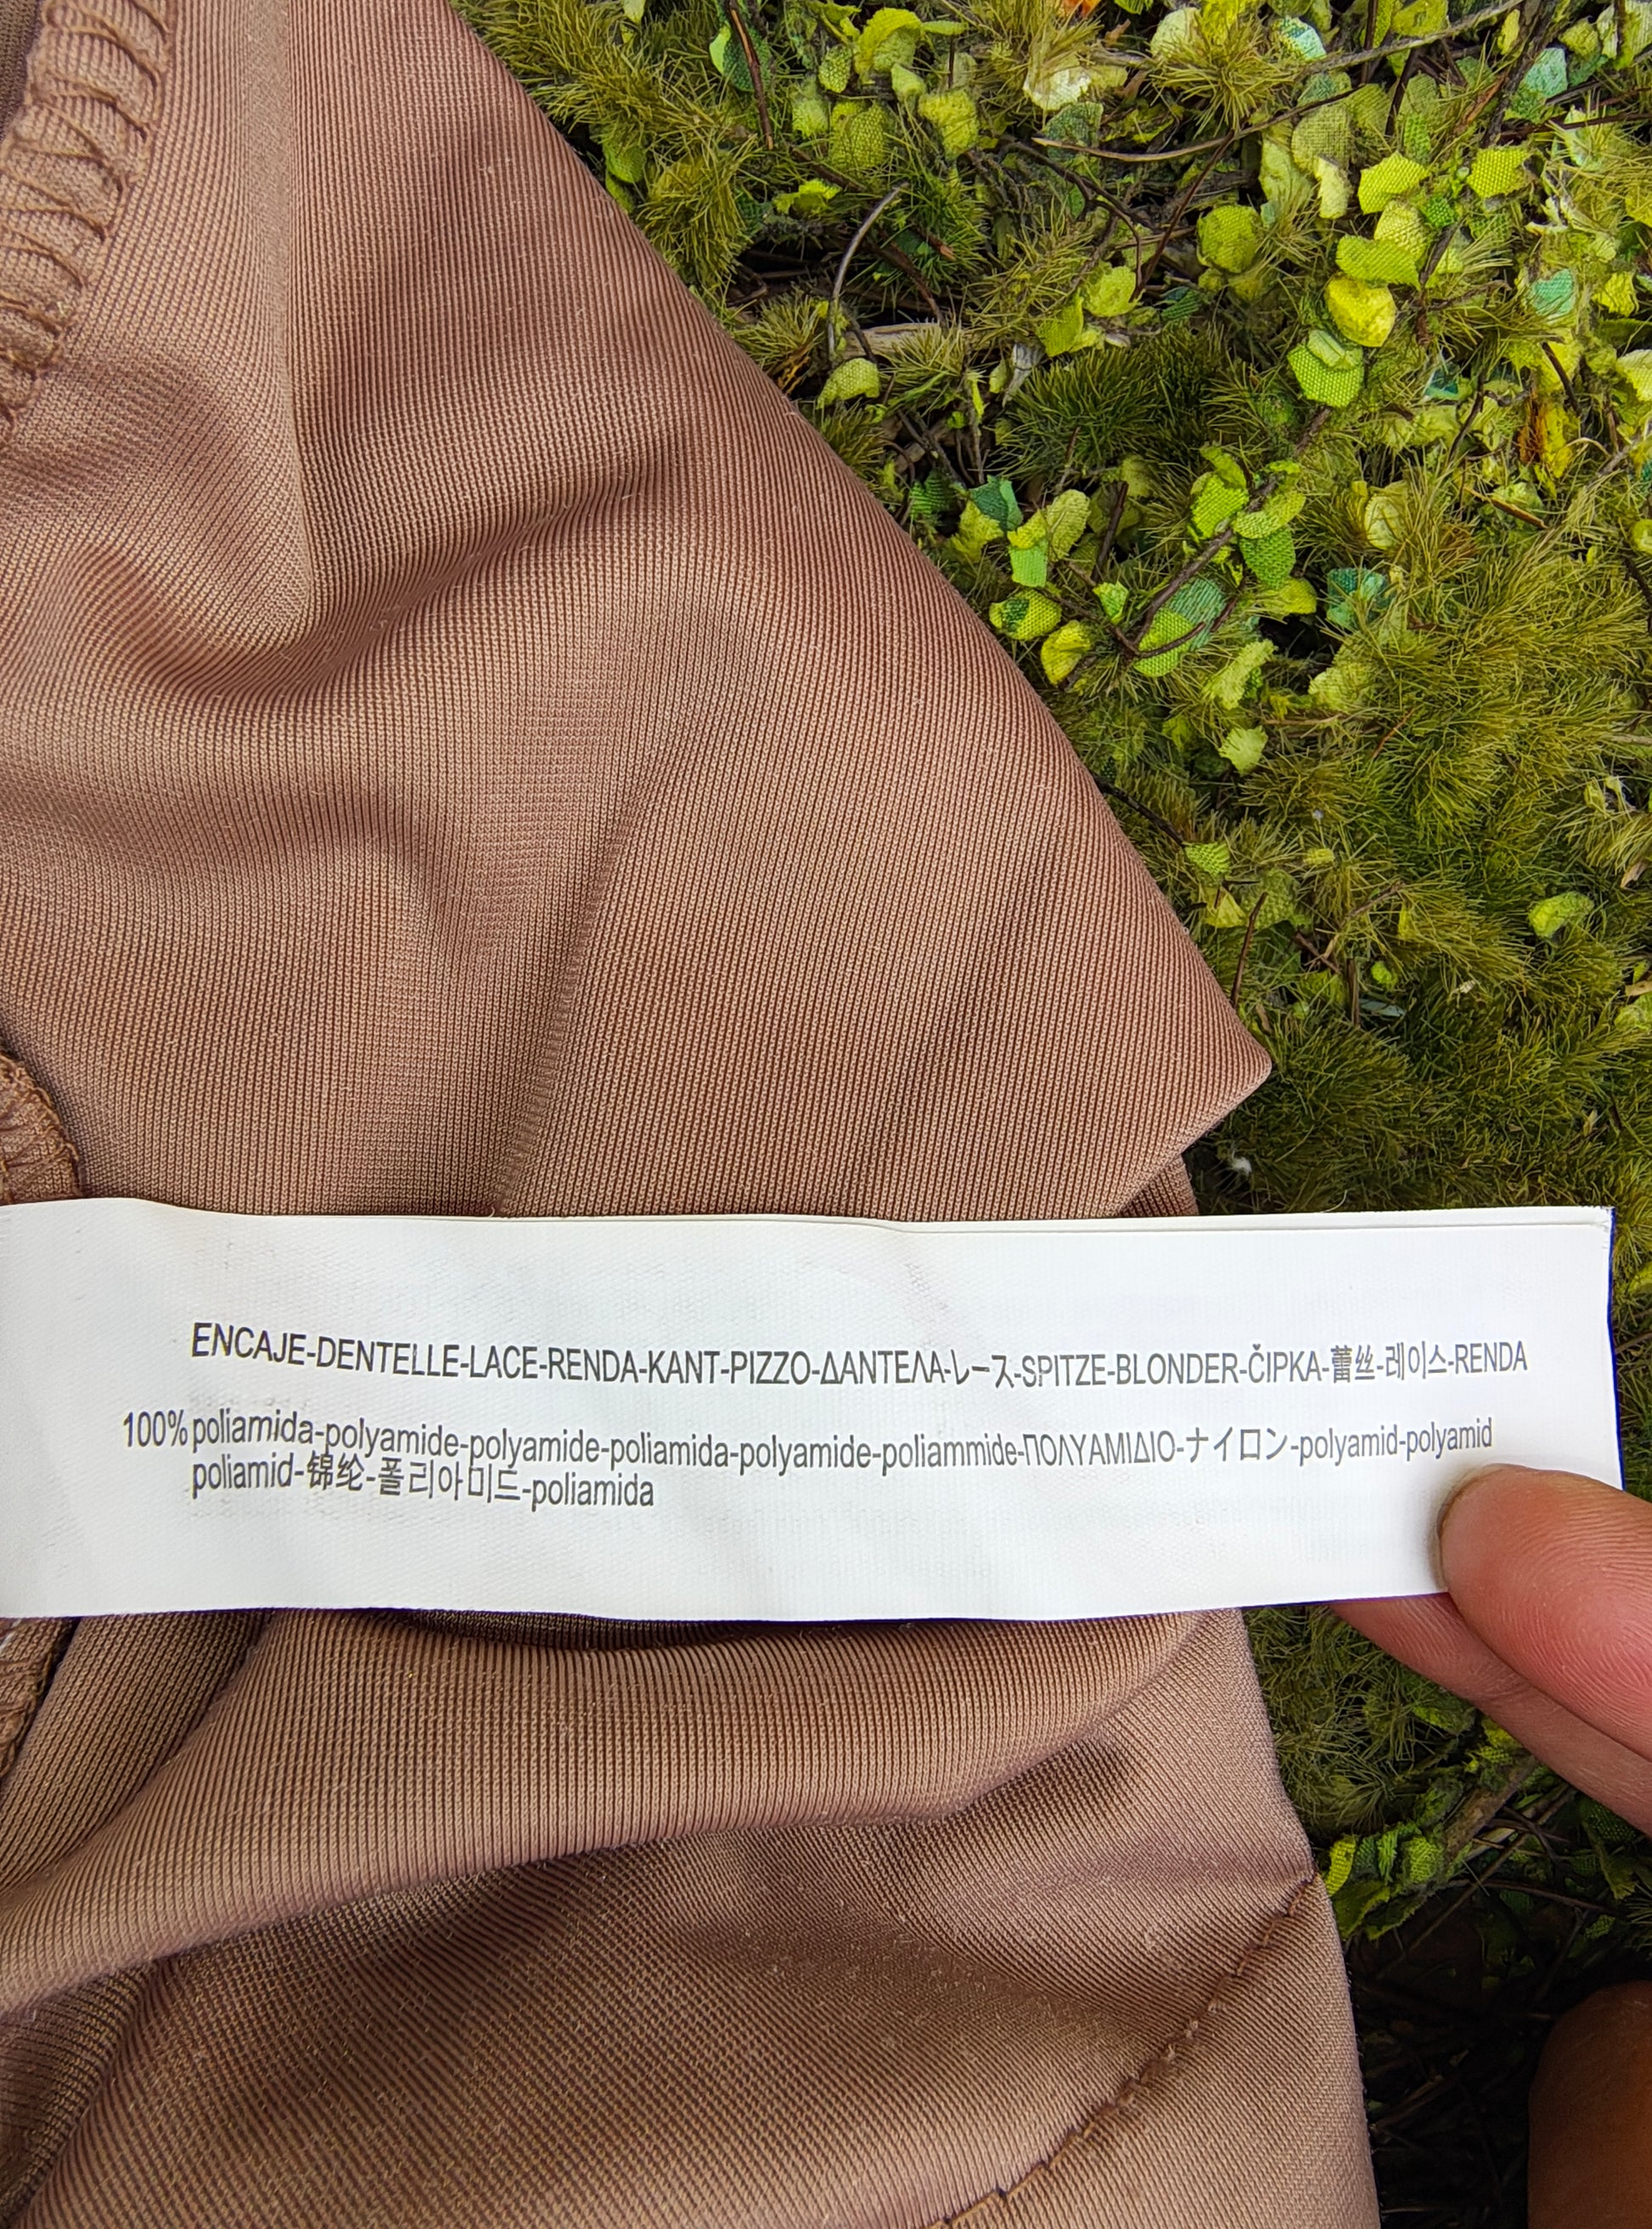 ENCAJE-DENTELLE-LACE-RENDA-KANT-PIZZO-ΔΑΝΤΕΛΑ-レース-SPITZE-BLONDER-ČIPKA-蕾丝-레이스-RENDA
100% poliamida-polyamide-polyamide-poliamida-polyamide-poliammide-ΠΟΛΥΑΜΙΔΙΟ-ナイロン-polyamid-polyamid
poliamid-锦纶-폴리아미드-poliamida